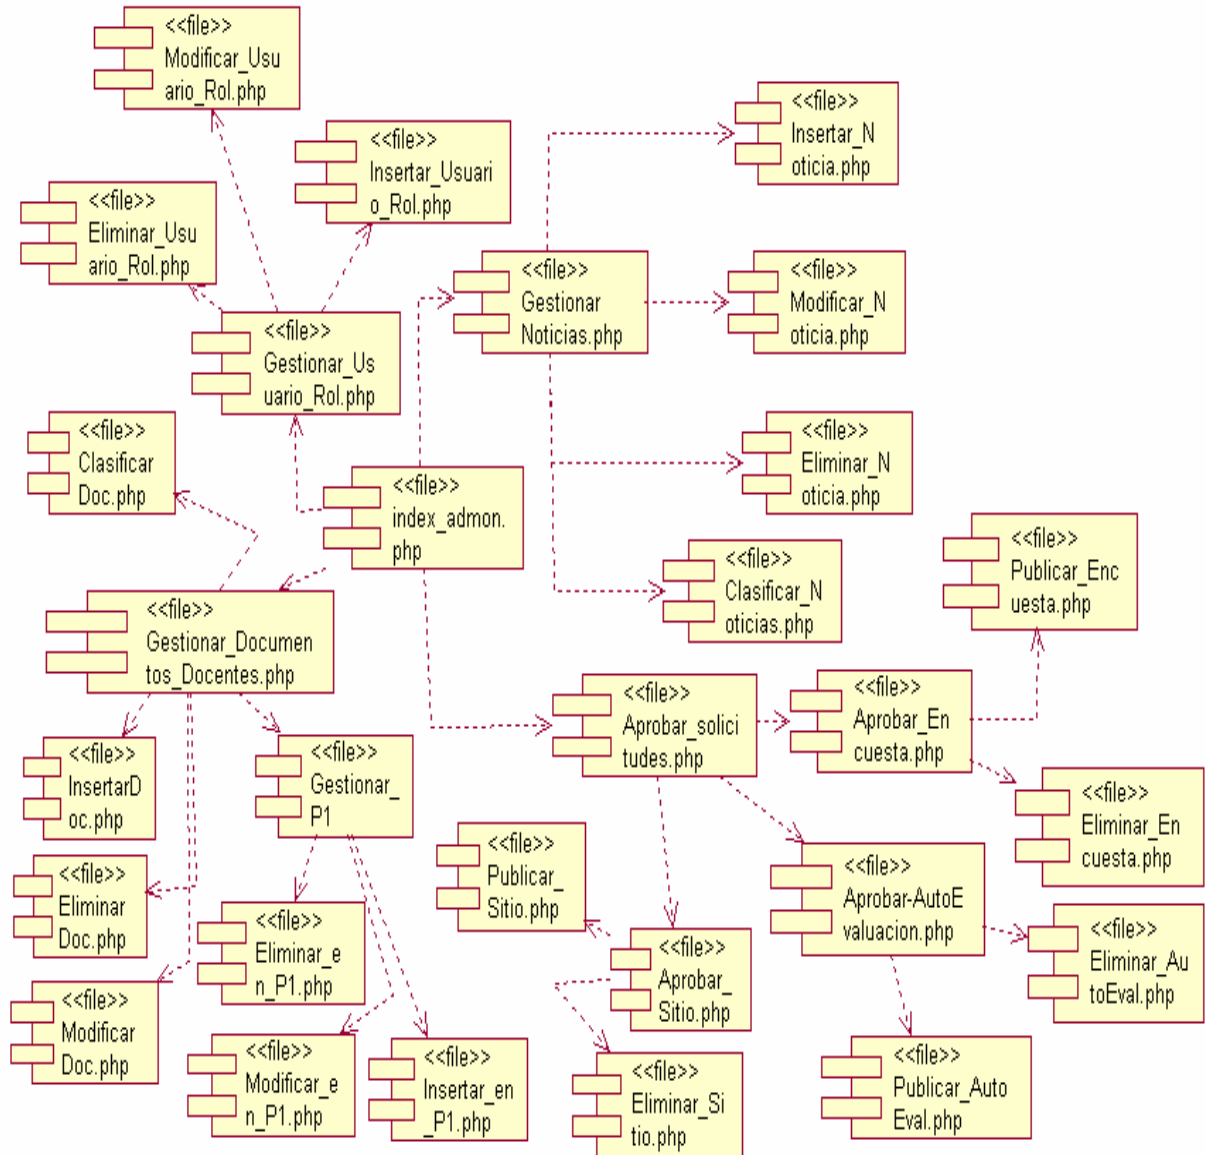 <<file>>
Modificar_Usu
ario_Rol.php
<<file>>
Insertar_Usuari
o_Rol.php
<<file>>
Eliminar_Usu
ario_Rol.php
<<file>>
Gestionar_Us
uario_Rol.php
<<file>>
Insertar_N
oticia.php
<<file>>
Gestionar
Noticias.php
<<file>>
Modificar_N
oticia.php
<<file>>
Eliminar_N
oticia.php
<<file>>
Clasificar
Doc.php
<<file>>
index_admon.
php
<<file>>
Clasificar_N
oticias.php
<<file>>
Publicar_Enc
uesta.php
<<file>>
Gestionar_Documen
tos_Docentes.php
<<file>>
Aprobar_solici
tudes.php
<<file>>
Aprobar_En
cuesta.php
<<file>>
InsertarD
oc.php
<<file>>
Gestionar_
P1
<<file>>
Eliminar_En
cuesta.php
<<file>>
Publicar_
Sitio.php
<<file>>
Aprobar-AutoE
valuacion.php
<<file>>
Eliminar
Doc.php
<<file>>
Eliminar_e
n_P1.php
<<file>>
Aprobar_
Sitio.php
<<file>>
Eliminar_Au
toEval.php
<<file>>
Modificar
Doc.php
<<file>>
Modificar_e
n_P1.php
<<file>>
Insertar_en
_P1.php
<<file>>
Eliminar_Si
tio.php
<<file>>
Publicar_Auto
Eval.php